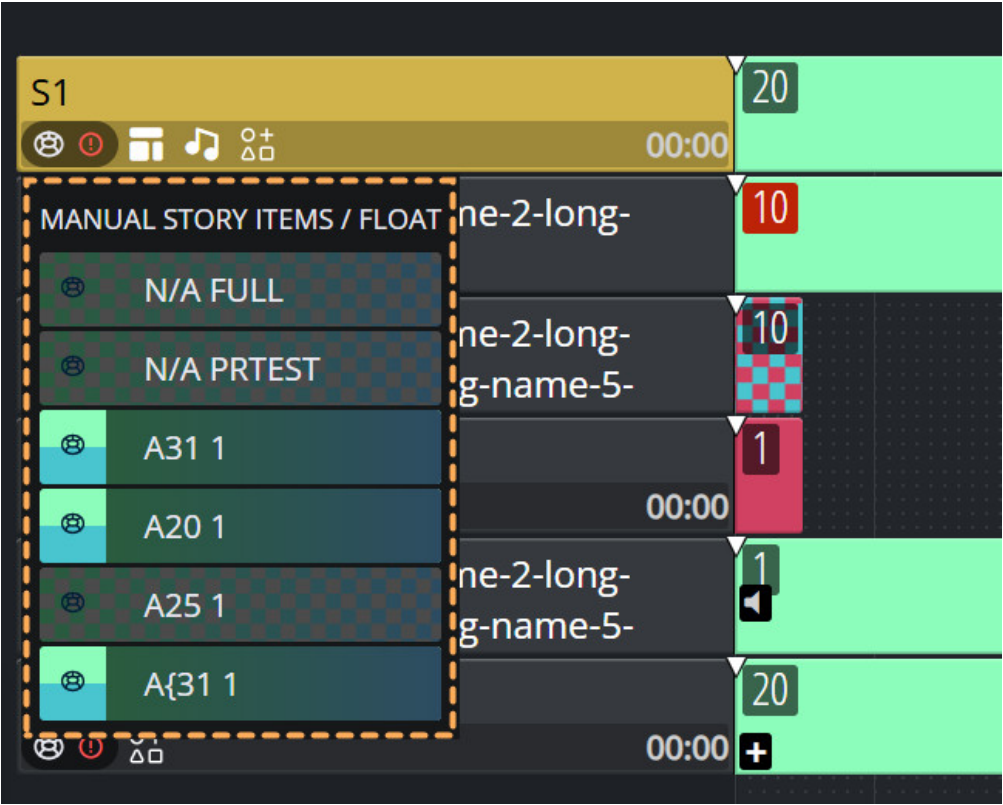 S1
00:00
20
MANUAL STORY ITEMS / FLOAT
N/A FULL
N/A PRTEST
A31 1
A20 1
A25 1
A{31 1
ne-2-long-
10
ne-2-long-
g-name-5-
10
00:00
1
ne-2-long-
g-name-5-
1
00:00
20